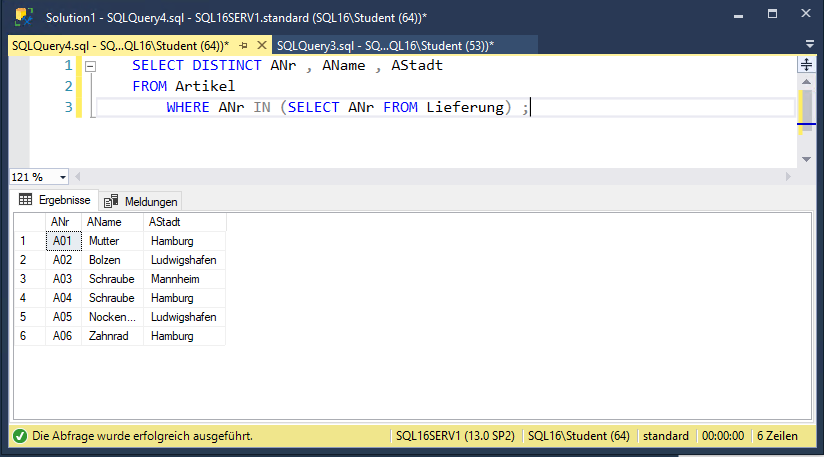 Solution1 - SQLQuery4.sql - SQL16SERV1.standard (SQL16\Student (64))*
SQLQuery4.sql - SQ...QL16\Student (64))* SQLQuery3.sql - SQ...QL16\Student (53))*
1 SELECT DISTINCT ANr , AName , AStadt
2 FROM Artikel
3 WHERE ANr IN (SELECT ANr FROM Lieferung) ;
121 %
Ergebnisse Meldungen
ANr AName AStadt
1 A01 Mutter Hamburg
2 A02 Bolzen Ludwigshafen
3 A03 Schraube Mannheim
4 A04 Schraube Hamburg
5 A05 Nocken... Ludwigshafen
6 A06 Zahnrad Hamburg
Die Abfrage wurde erfolgreich ausgeführt. SQL16SERV1 (13.0 SP2) SQL16\Student (64) standard 00:00:00 6 Zeilen